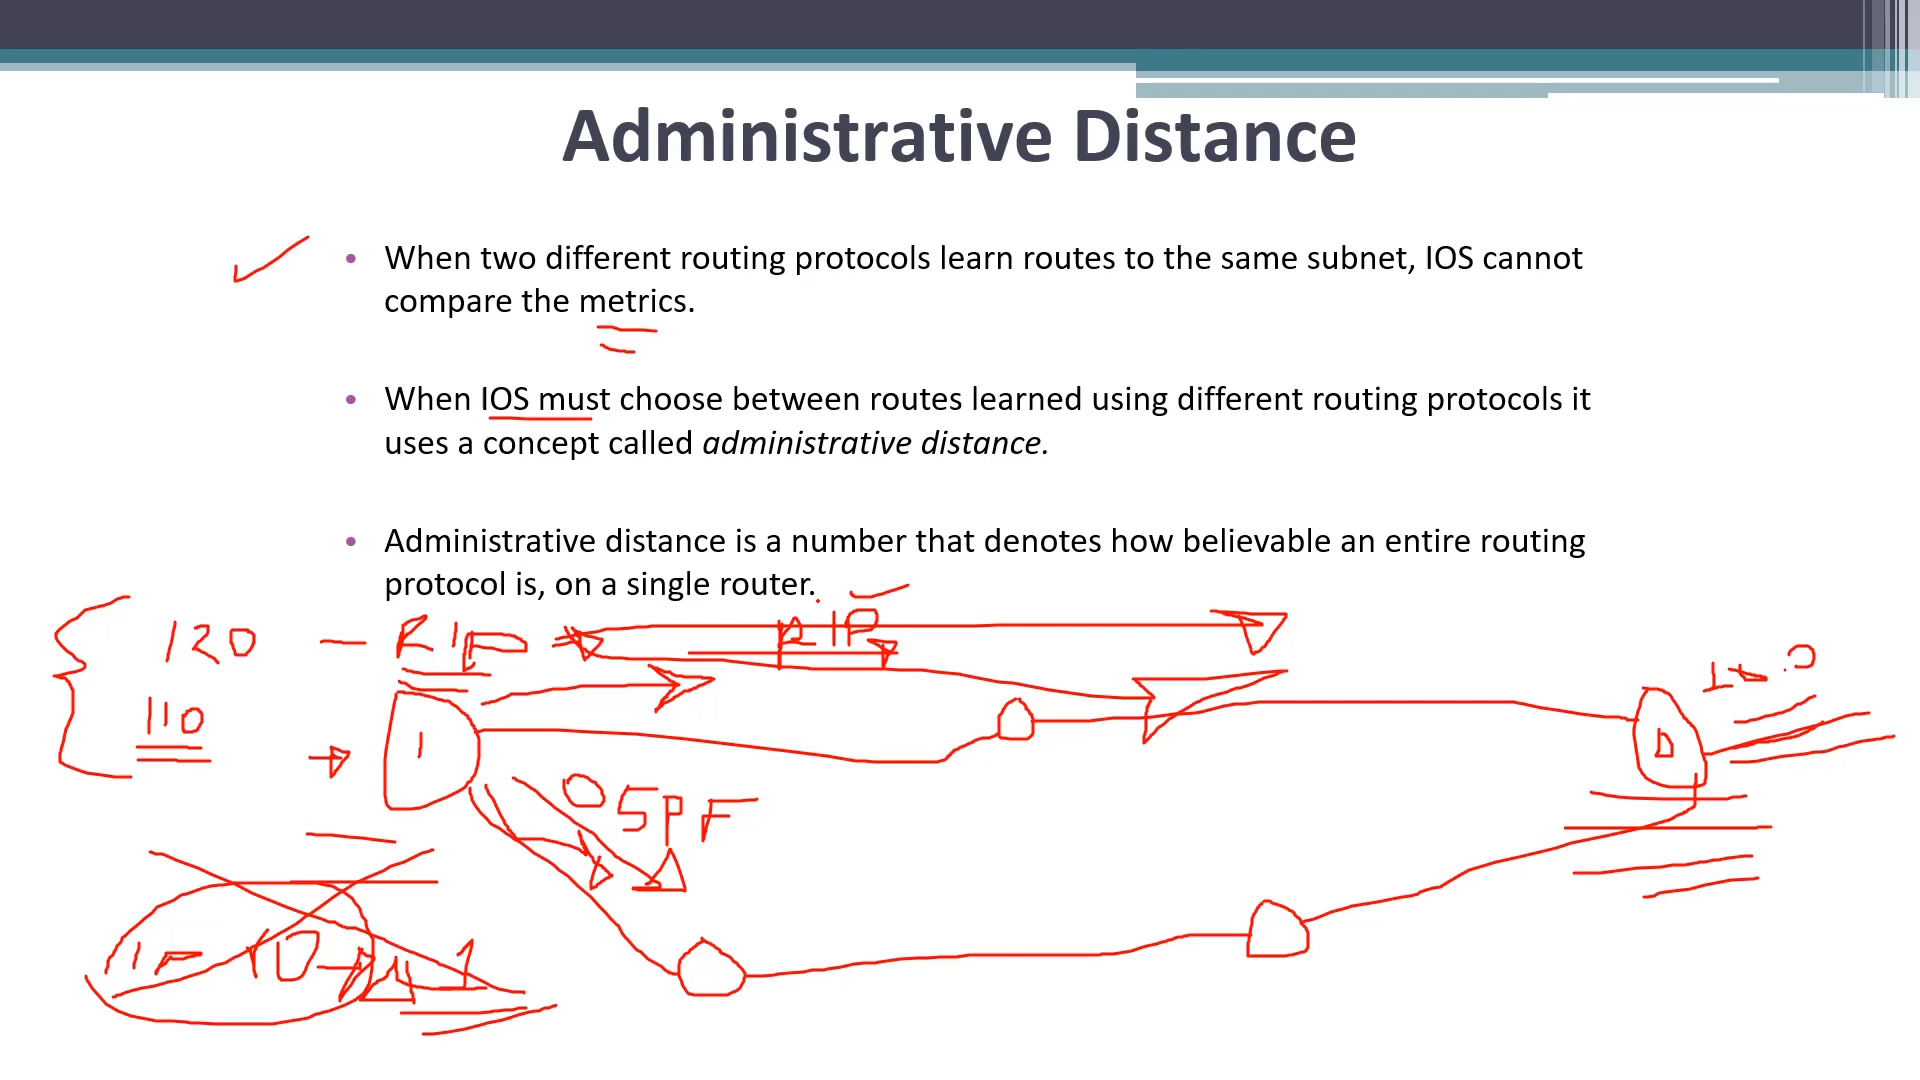 Administrative Distance
• When two different routing protocols learn routes to the same subnet, IOS cannot
compare the metrics.
• When IOS must choose between routes learned using different routing protocols it
uses a concept called administrative distance.
• Administrative distance is a number that denotes how believable an entire routing
protocol is, on a single router.
120 – RIP
RIP
110
1
D
OSPF